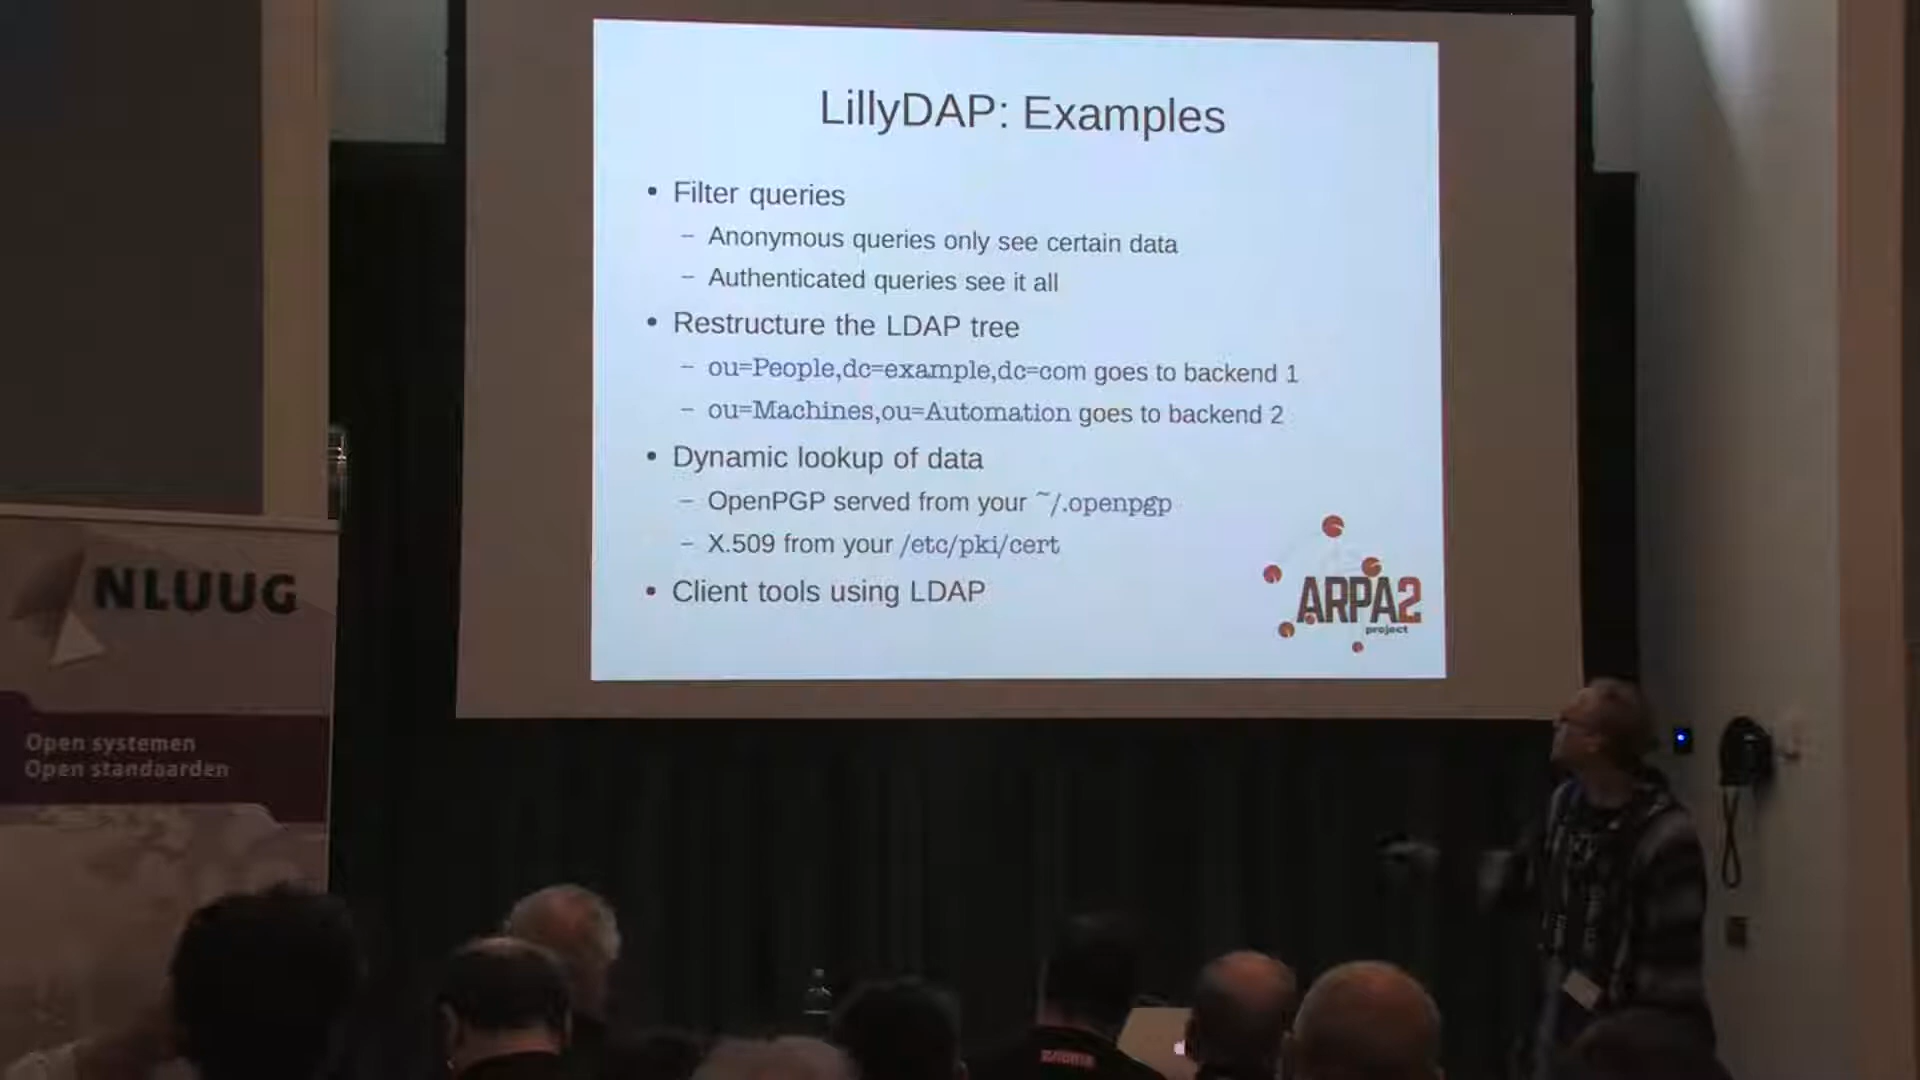 LillyDAP: Examples
• Filter queries
– Anonymous queries only see certain data
– Authenticated queries see it all
• Restructure the LDAP tree
– ou=People,dc=example,dc=com goes to backend 1
– ou=Machines,ou=Automation goes to backend 2
• Dynamic lookup of data
– OpenPGP served from your ~/.openpgp
– X.509 from your /etc/pki/cert
• Client tools using LDAP
ARPA2
project
NLUUG
Open systemen
Open standaarden